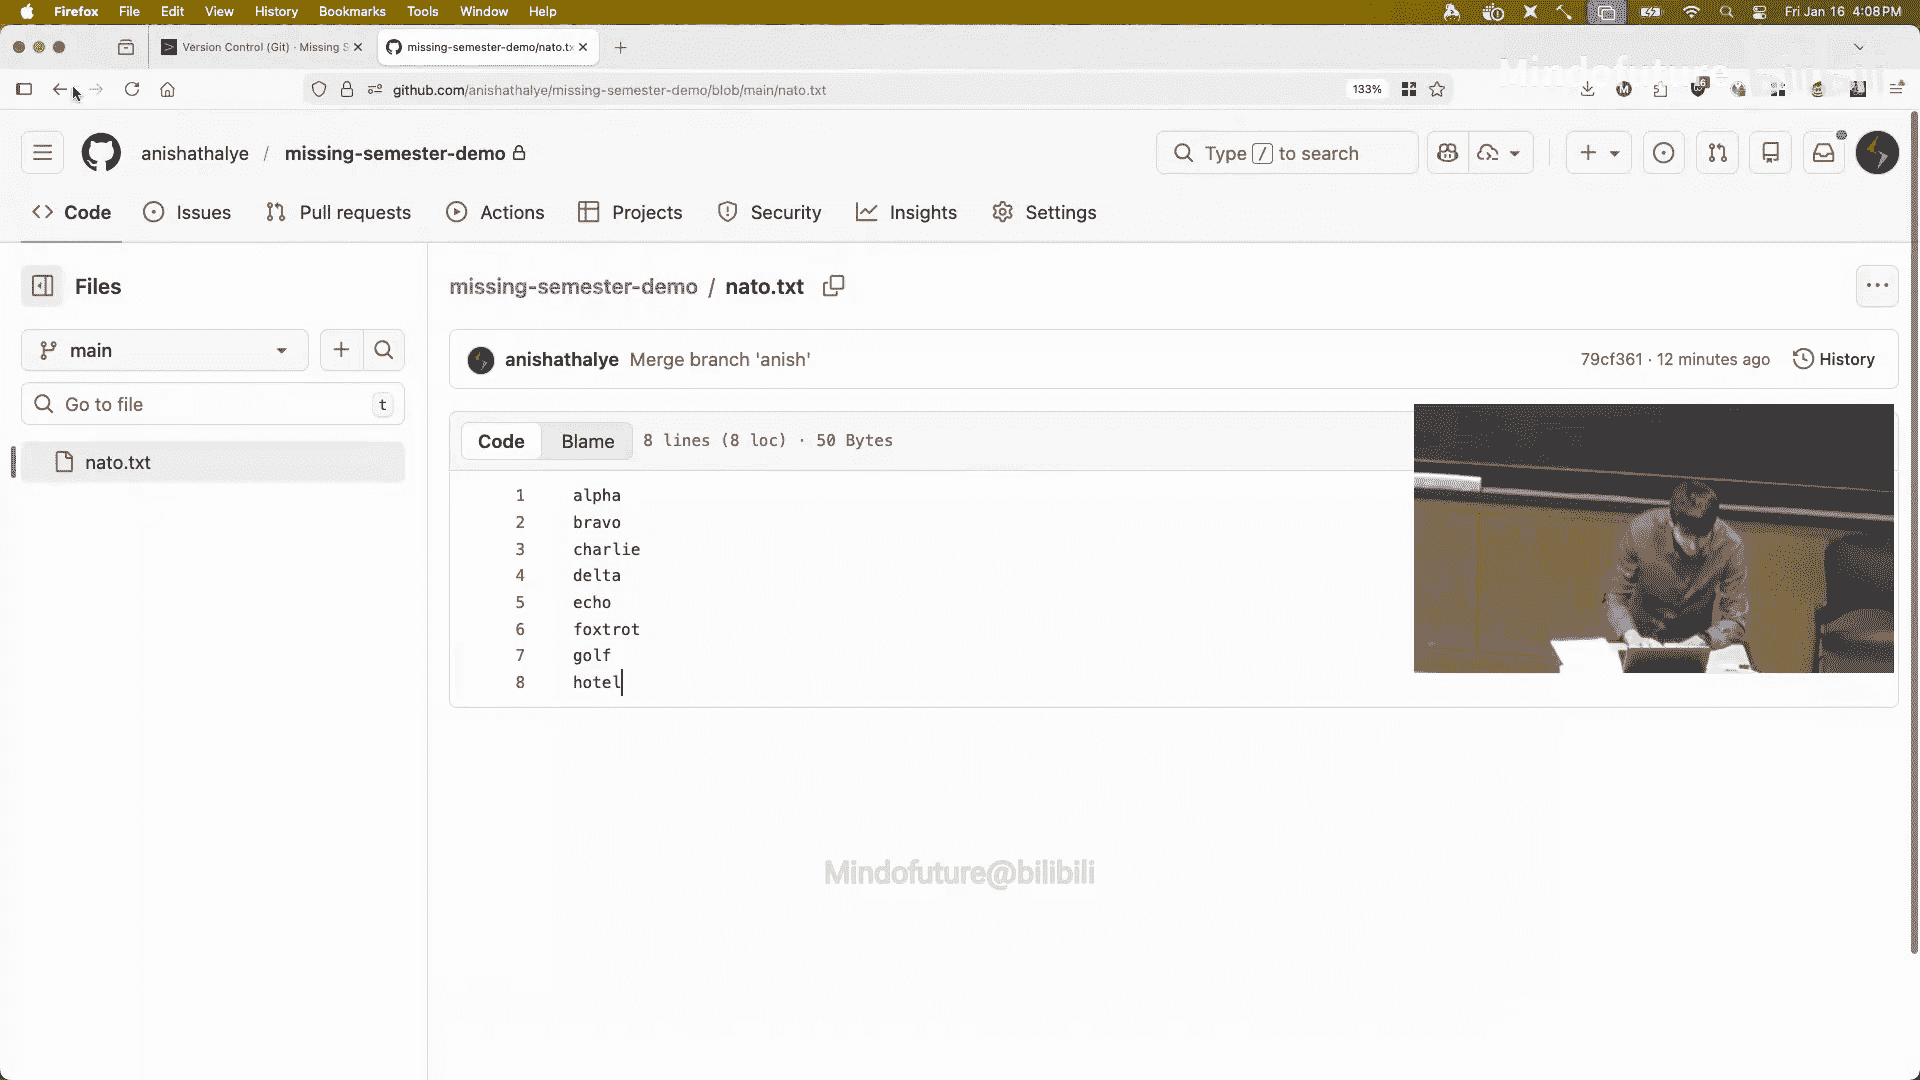 Firefox File Edit View History Bookmarks Tools Window Help Fri Jan 16 4:08 PM
Version Control (Git) · Missing S missing-semester-demo/nato.tx
github.com/anishathalye/missing-semester-demo/blob/main/nato.txt 133%
Mindofuture
anishathalye / missing-semester-demo Type / to search
Code Issues Pull requests Actions Projects Security Insights Settings
Files
missing-semester-demo / nato.txt
main
anishathalye Merge branch 'anish' 79cf361 · 12 minutes ago History
Go to file t
Code Blame 8 lines (8 loc) · 50 Bytes
nato.txt
1 alpha
2 bravo
3 charlie
4 delta
5 echo
6 foxtrot
7 golf
8 hotel
Mindofuture@bilibili